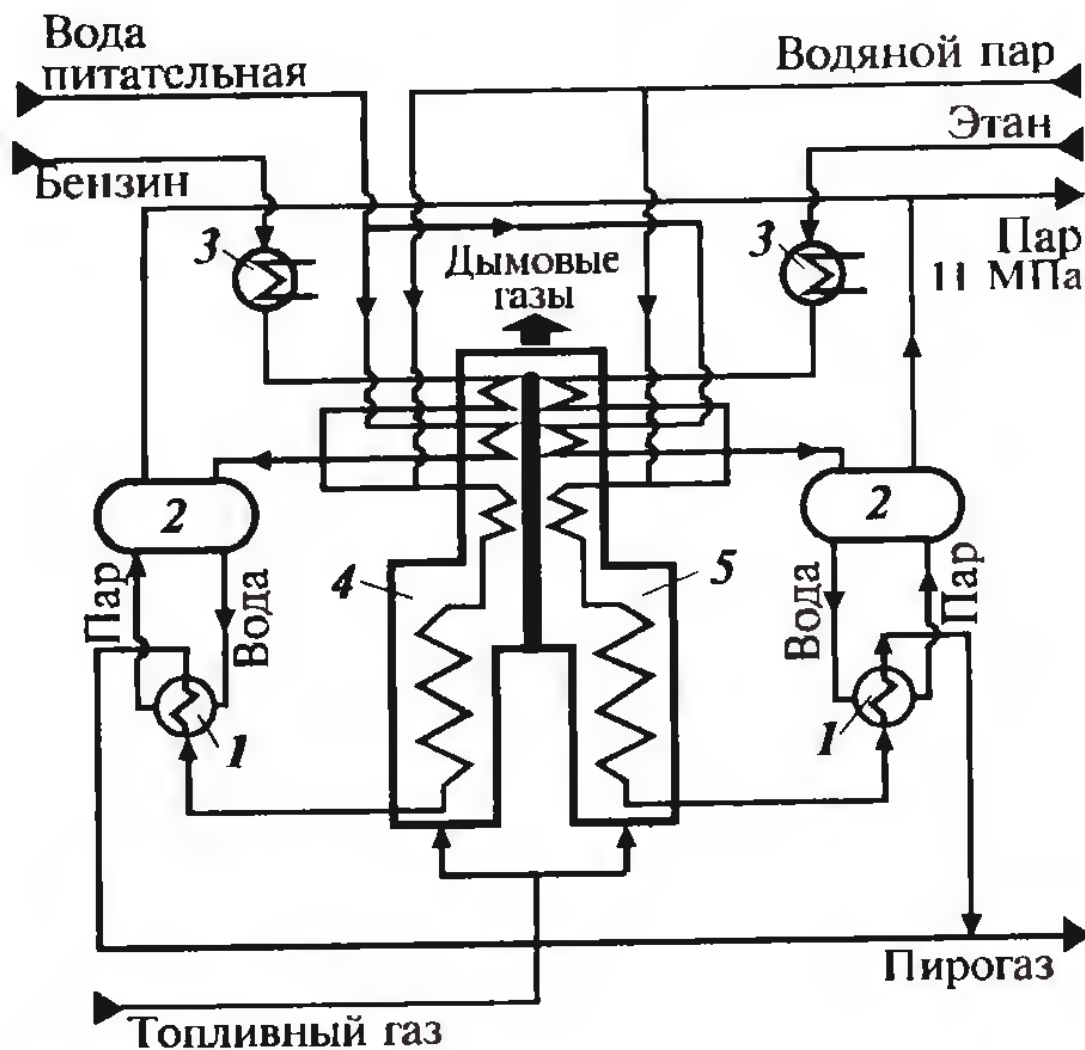 Вода
питательная
Водяной пар
Этан
Бензин
Пар
11 МПа
3
3
Дымовые
газы
2
2
4
5
Пар
Вода
Вода
Пар
1
1
Пирогаз
Топливный газ